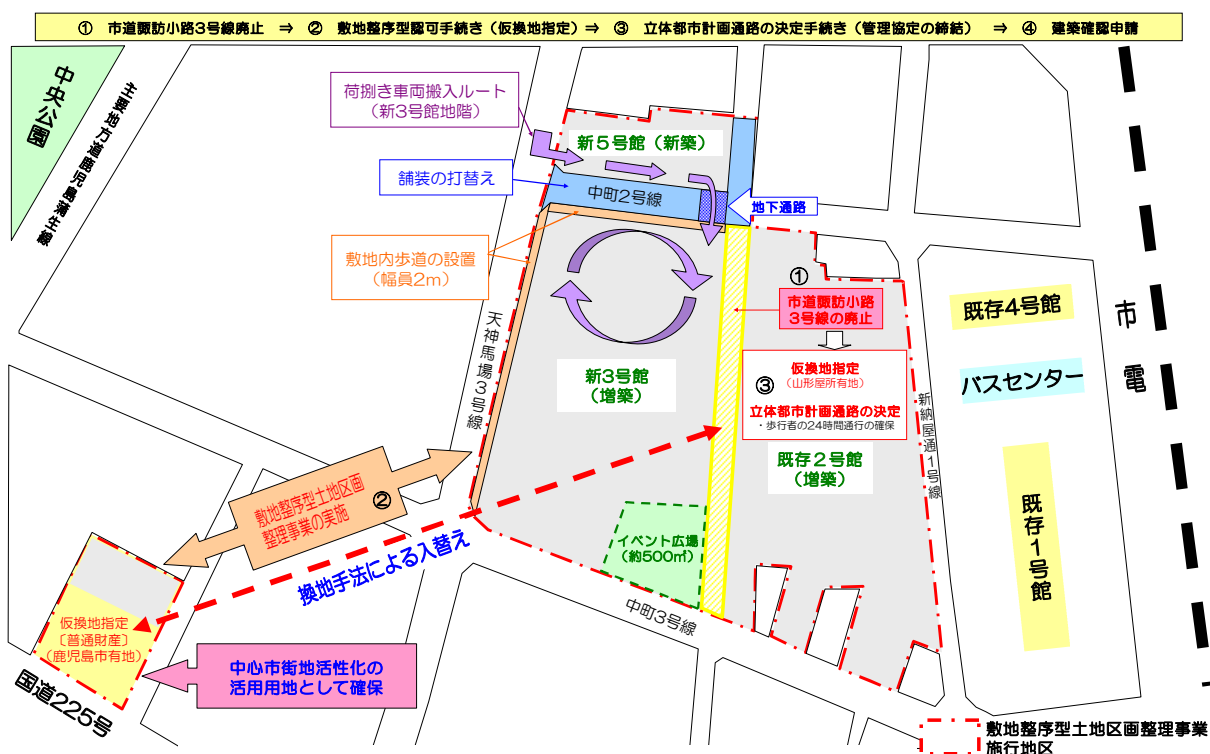 ① 市道諏訪小路3号線廃止 ⇒ ② 敷地整序型認可手続き（仮換地指定）⇒ ③ 立体都市計画通路の決定手続き（管理協定の締結） ⇒ ④ 建築確認申請
中央公園
主要地方道鹿児島蒲生線
荷捌き車両搬入ルート
（新3号館地階）
新５号館（新築）
舗装の打替え
中町２号線
地下通路
敷地内歩道の設置
（幅員2m）
①
市道諏訪小路
３号線の廃止
既存4号館
市電
天神馬場３号線
新３号館
（増築）
③
仮換地指定
（山形屋所有地）
立体都市計画通路の決定
・歩行者の24時間通行の確保
バスセンター
新納屋通１号線
既存２号館
（増築）
敷地整序型土地区画
整理事業の実施
②
既存１号館
イベント広場
（約500㎡）
換地手法による入替え
中町３号線
仮換地指定
〔普通財産〕
（鹿児島市有地）
中心市街地活性化の
活用用地として確保
国道225号
敷地整序型土地区画整理事業
施行地区